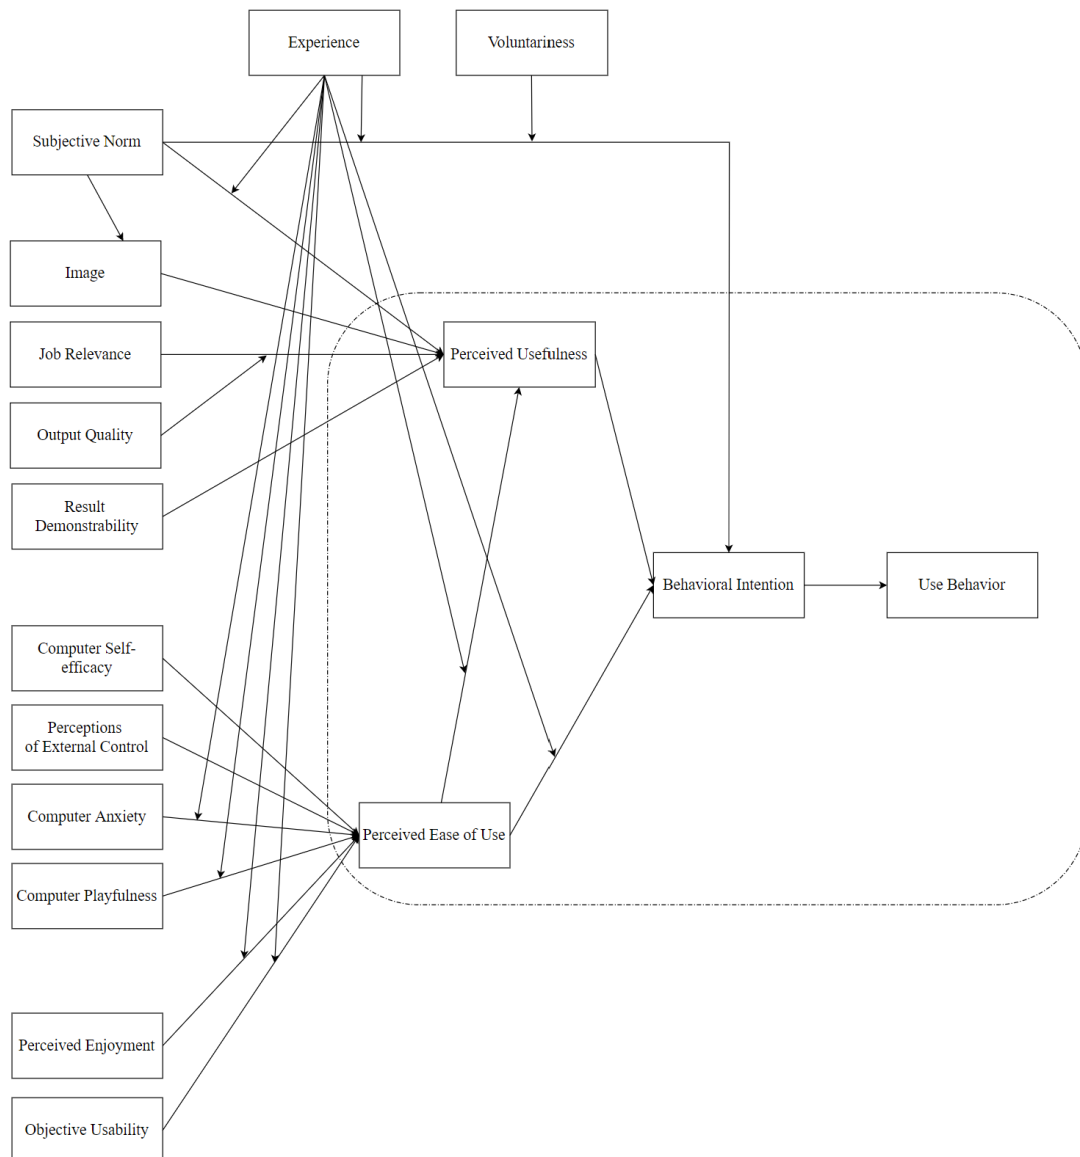 Experience
Voluntariness
Subjective Norm
Image
Job Relevance
Perceived Usefulness
Output Quality
Result
Demonstrability
Behavioral Intention
Use Behavior
Computer Self-
efficacy
Perceptions
of External Control
Computer Anxiety
Perceived Ease of Use
Computer Playfulness
Perceived Enjoyment
Objective Usability